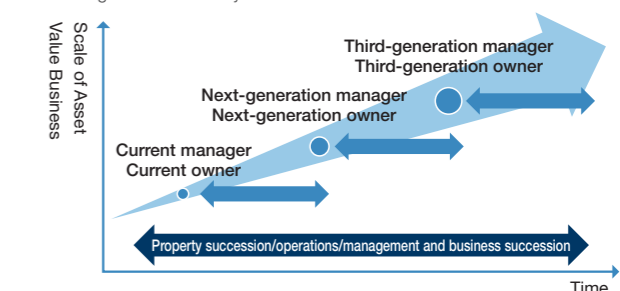 Scale of Asset
Value Business
Third-generation manager
Third-generation owner
Next-generation manager
Next-generation owner
Current manager
Current owner
Property succession/operations/management and business succession
Time